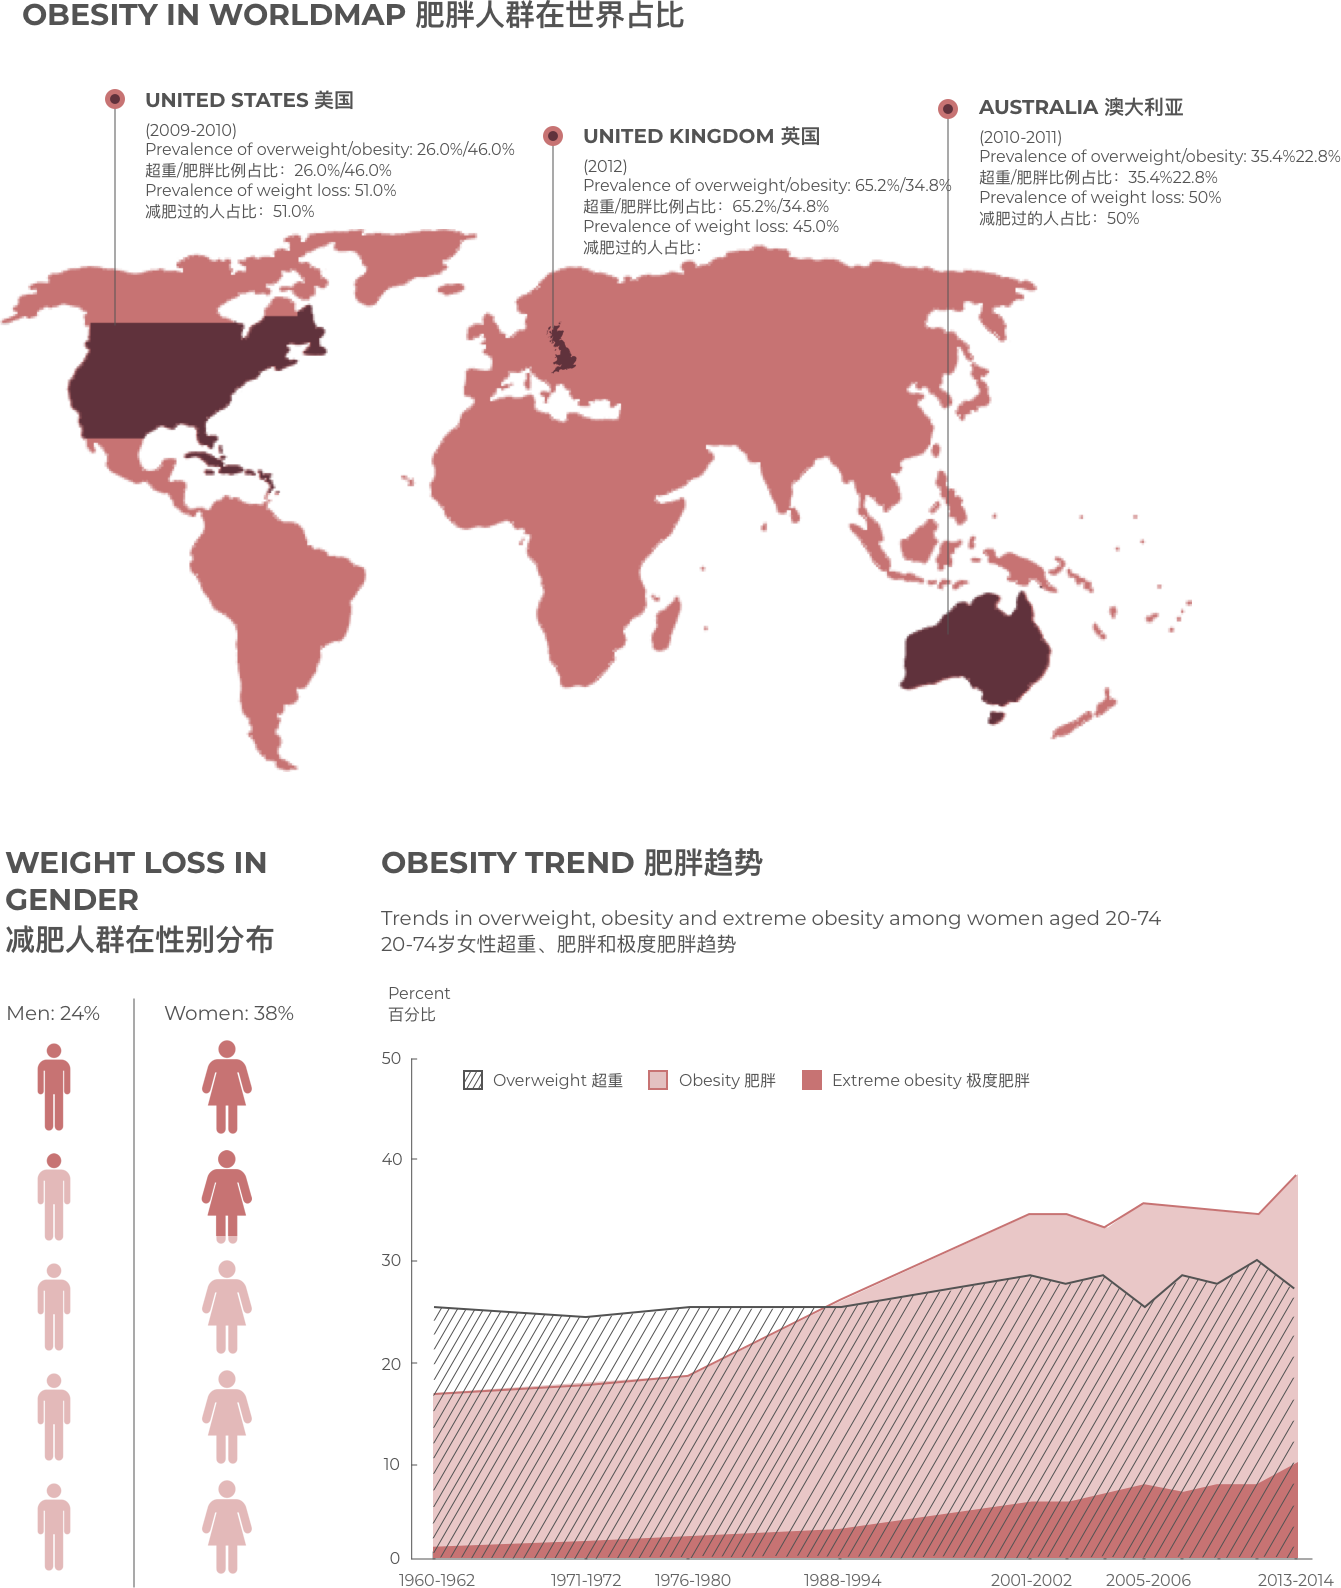 OBESITY IN WORLDMAP 肥胖人群在世界占比
UNITED STATES 美国
(2009-2010)
Prevalence of overweight/obesity: 26.0%/46.0%
超重/肥胖比例占比：26.0%/46.0%
Prevalence of weight loss: 51.0%
减肥过的人占比：51.0%
UNITED KINGDOM 英国
(2012)
Prevalence of overweight/obesity: 65.2%/34.8%
超重/肥胖比例占比：65.2%/34.8%
Prevalence of weight loss: 45.0%
减肥过的人占比：
AUSTRALIA 澳大利亚
(2010-2011)
Prevalence of overweight/obesity: 35.4%22.8%
超重/肥胖比例占比：35.4%22.8%
Prevalence of weight loss: 50%
减肥过的人占比：50%
WEIGHT LOSS IN
GENDER
减肥人群在性别分布
Men: 24%
Women: 38%
OBESITY TREND 肥胖趋势
Trends in overweight, obesity and extreme obesity among women aged 20-74
20-74岁女性超重、肥胖和极度肥胖趋势
Percent
百分比
50
Overweight 超重
Obesity 肥胖
Extreme obesity 极度肥胖
40
30
20
10
0
1960-1962
1971-1972
1976-1980
1988-1994
2001-2002
2005-2006
2013-2014